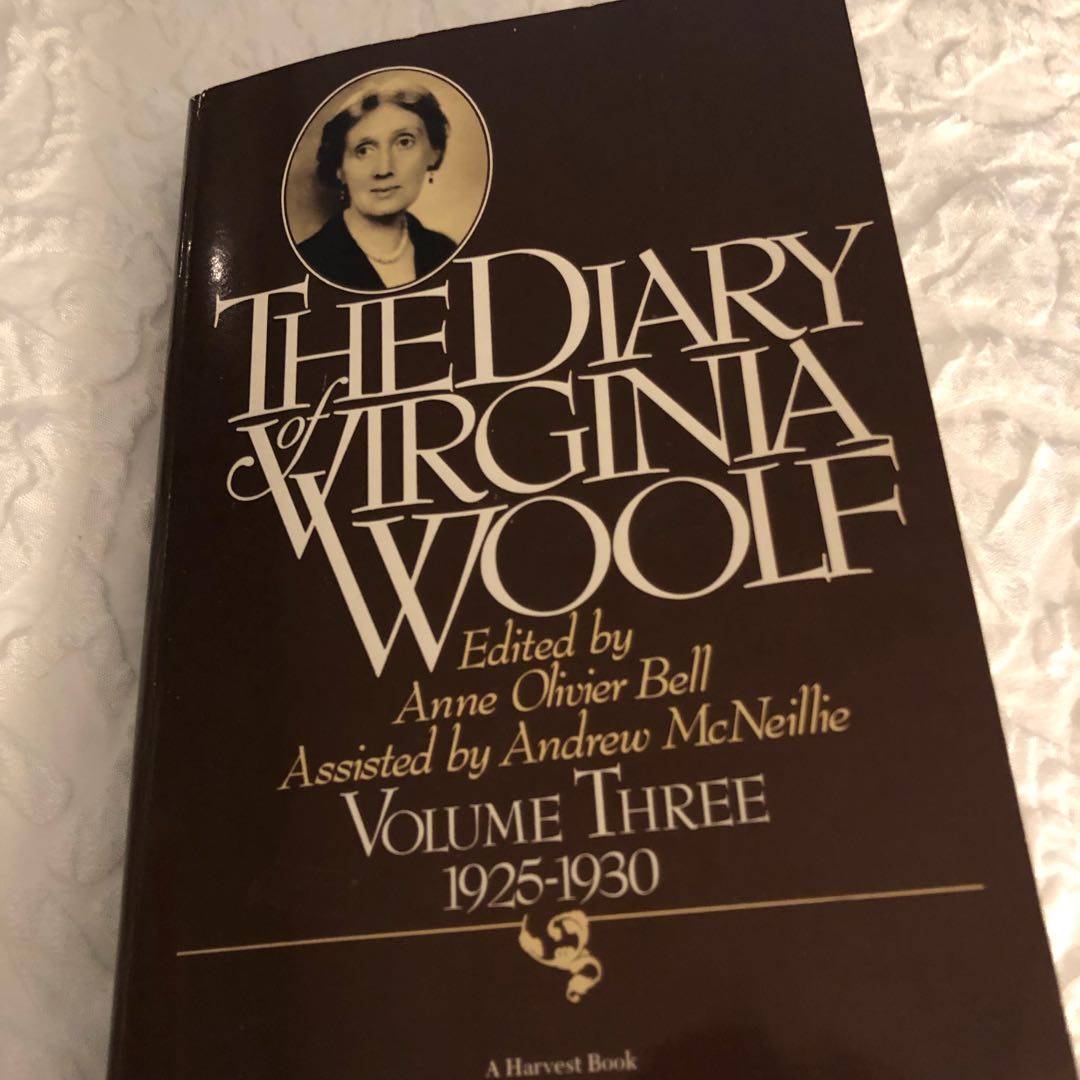 THE DIARY
of VIRGINIA
WOOLF
Edited by
Anne Olivier Bell
Assisted by Andrew McNeillie
VOLUME THREE
1925-1930
A Harvest Book